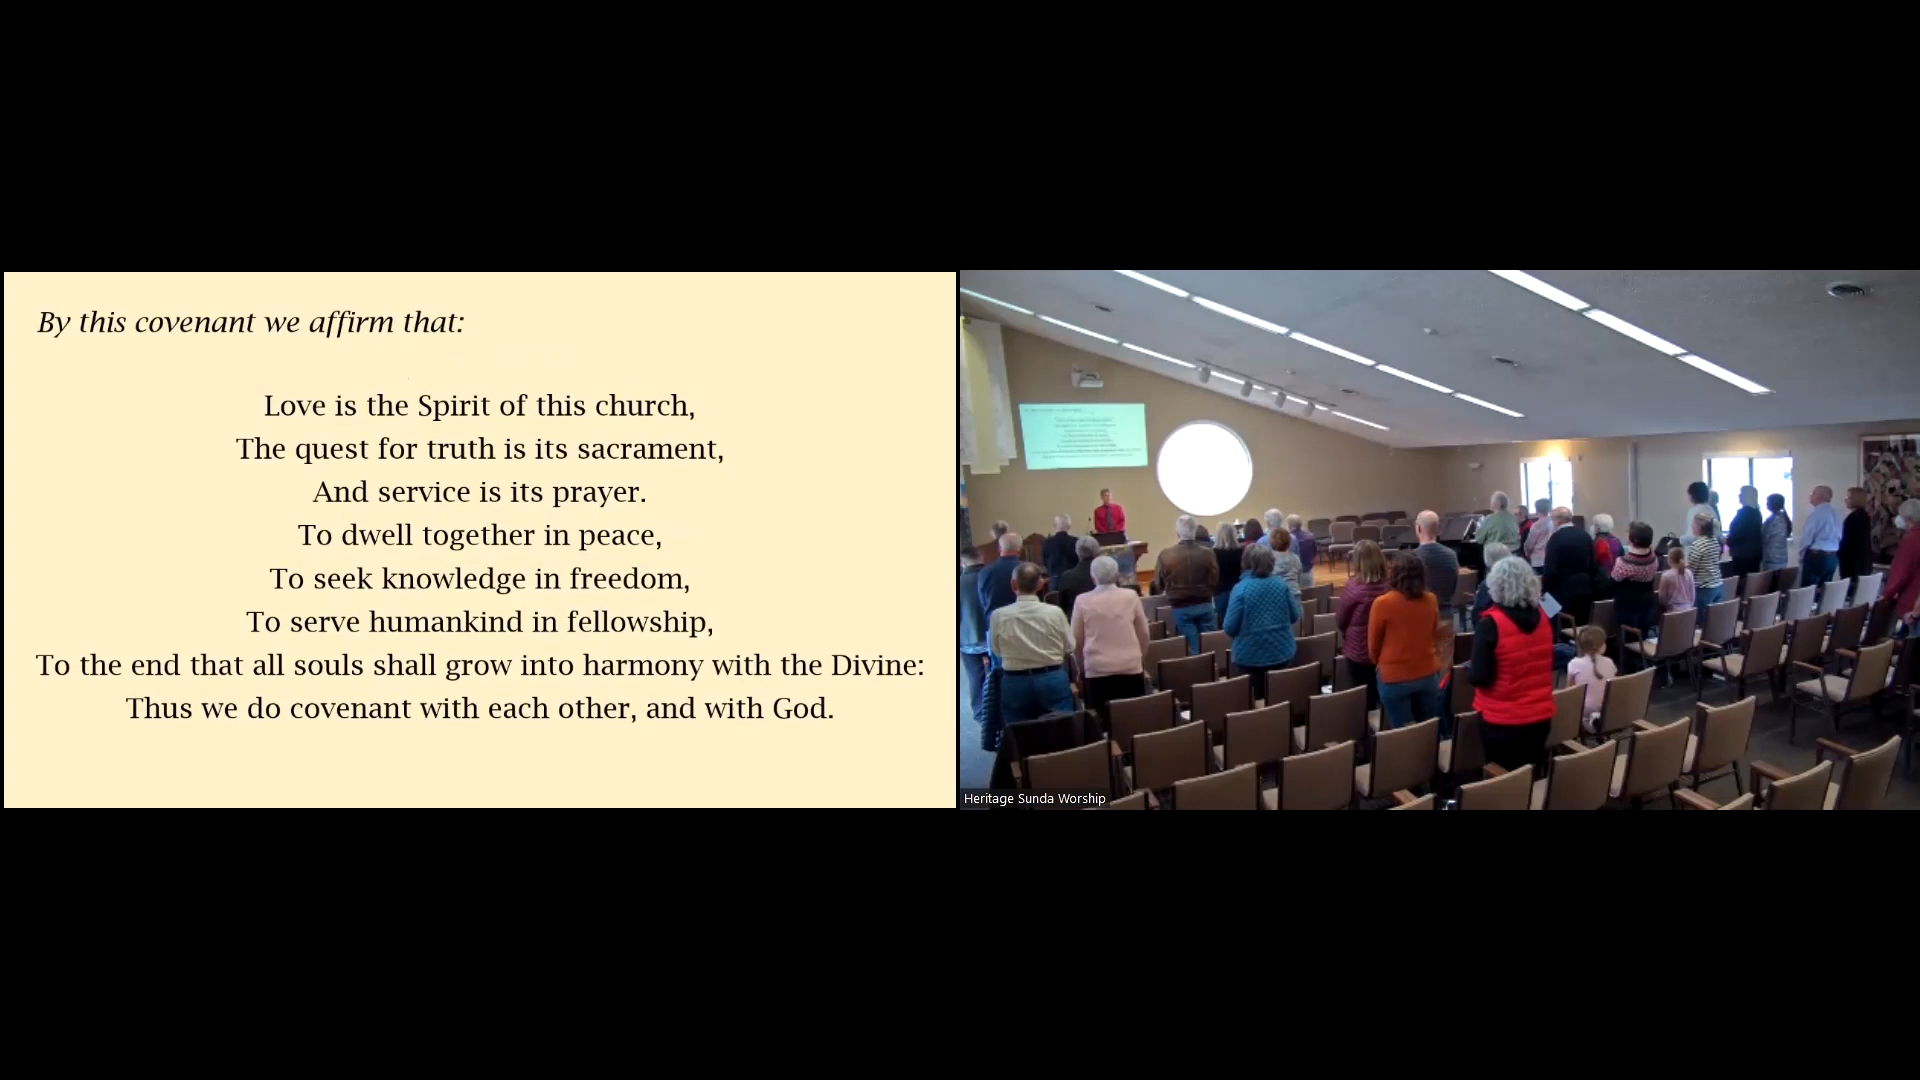 By this covenant we affirm that:
Love is the Spirit of this church,
The quest for truth is its sacrament,
And service is its prayer.
To dwell together in peace,
To seek knowledge in freedom,
To serve humankind in fellowship,
To the end that all souls shall grow into harmony with the Divine:
Thus we do covenant with each other, and with God.
Heritage Sunda Worship